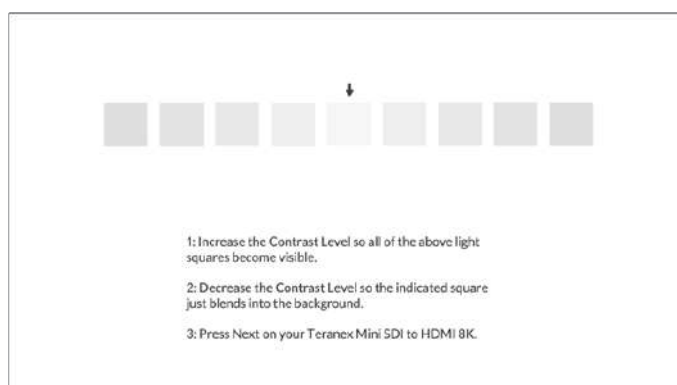 1: Increase the Contrast Level so all of the above light
squares become visible.
2: Decrease the Contrast Level so the indicated square
just blends into the background.
3: Press Next on your Teranex Mini SDI to HDMI 8K.